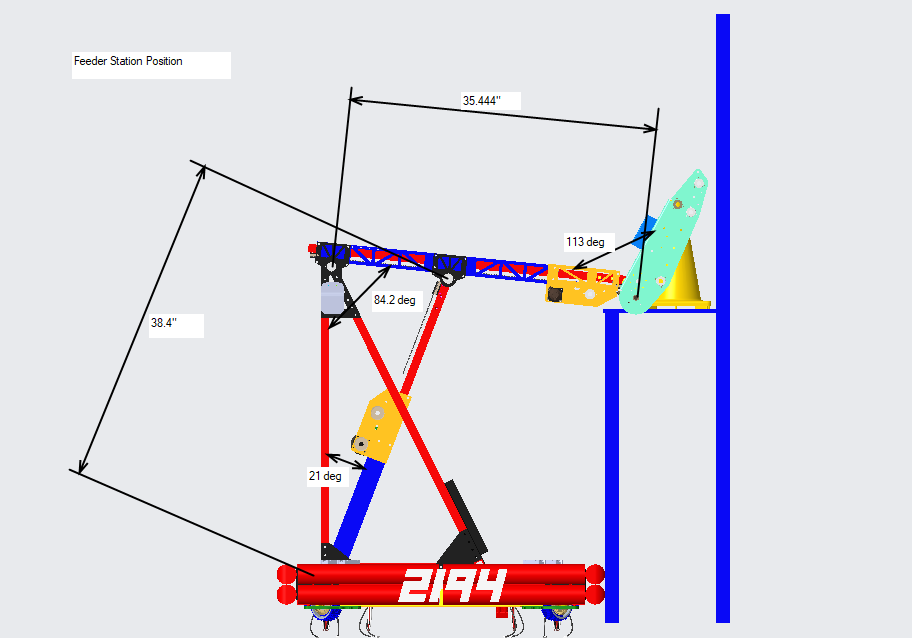 Feeder Station Position
35.444"
113 deg
84.2 deg
38.4"
21 deg
2194